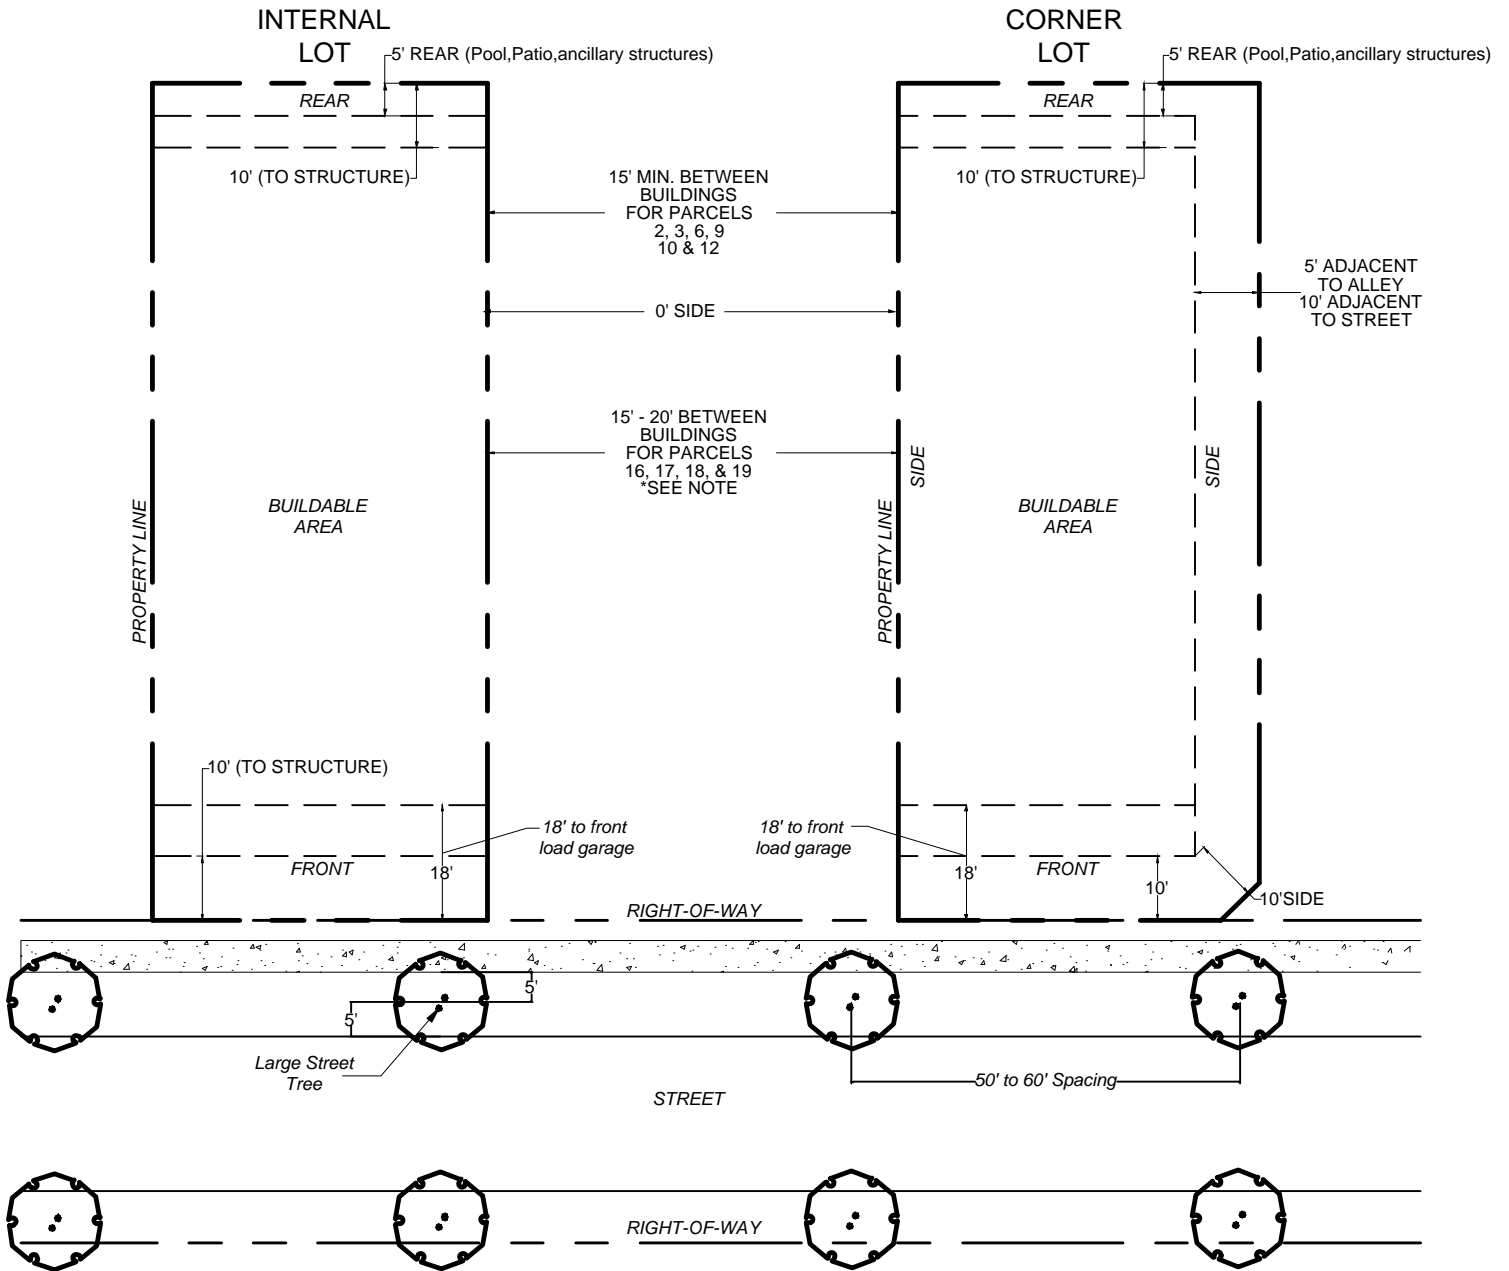 INTERNAL
LOT
5' REAR (Pool,Patio,ancillary structures)
REAR
10' (TO STRUCTURE)
PROPERTY LINE
BUILDABLE
AREA
10' (TO STRUCTURE)
18' to front
load garage
FRONT
18'
15' MIN. BETWEEN
BUILDINGS
FOR PARCELS
2, 3, 6, 9
10 & 12
0' SIDE
15' - 20' BETWEEN
BUILDINGS
FOR PARCELS
16, 17, 18, & 19
*SEE NOTE
CORNER
LOT
5' REAR (Pool,Patio,ancillary structures)
REAR
10' (TO STRUCTURE)
5' ADJACENT
TO ALLEY
10' ADJACENT
TO STREET
SIDE
SIDE
PROPERTY LINE
BUILDABLE
AREA
18' to front
load garage
FRONT
18'
10'
10'SIDE
RIGHT-OF-WAY
5'
5'
Large Street
Tree
50' to 60' Spacing
STREET
RIGHT-OF-WAY